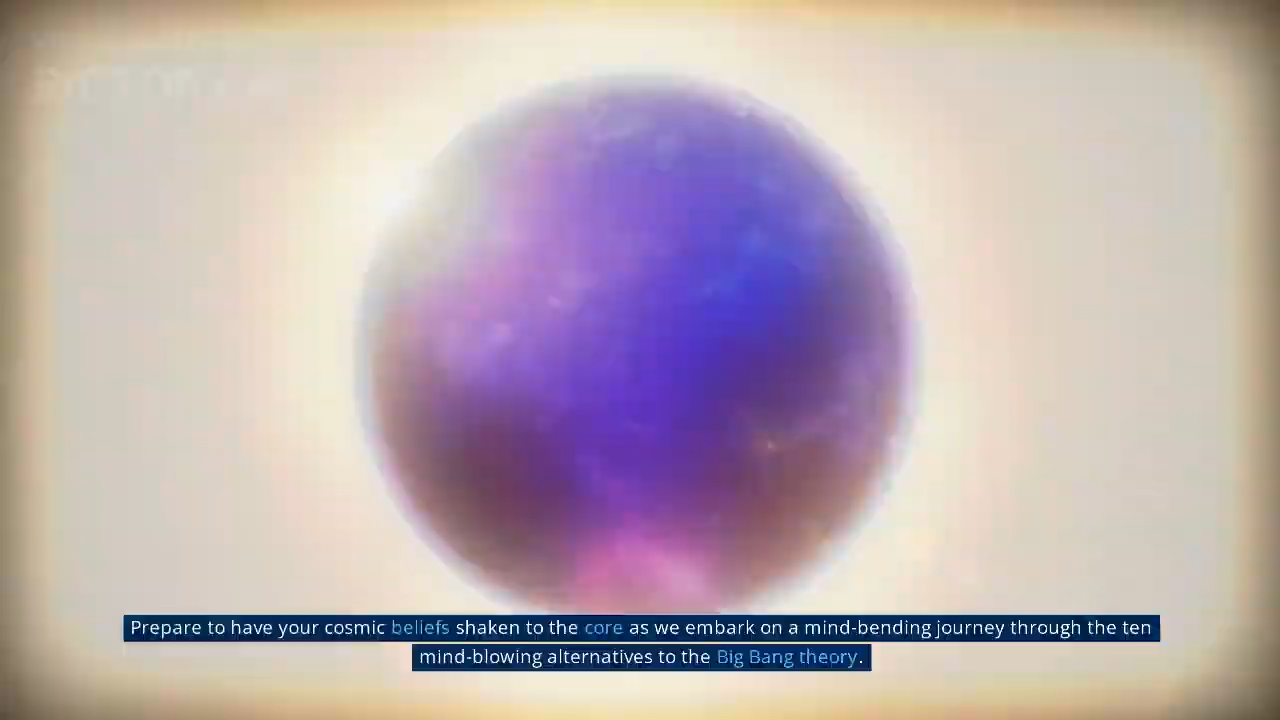 Prepare to have your cosmic beliefs shaken to the core as we embark on a mind-bending journey through the ten
mind-blowing alternatives to the Big Bang theory.